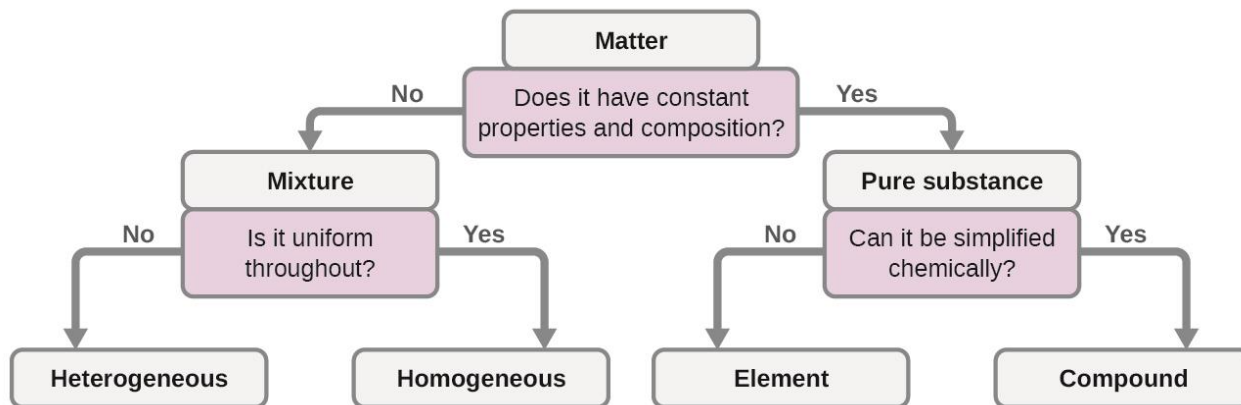 Matter
No
Does it have constant
properties and composition?
Yes
Mixture
Pure substance
No
Is it uniform
throughout?
Yes
No
Can it be simplified
chemically?
Yes
Heterogeneous
Homogeneous
Element
Compound